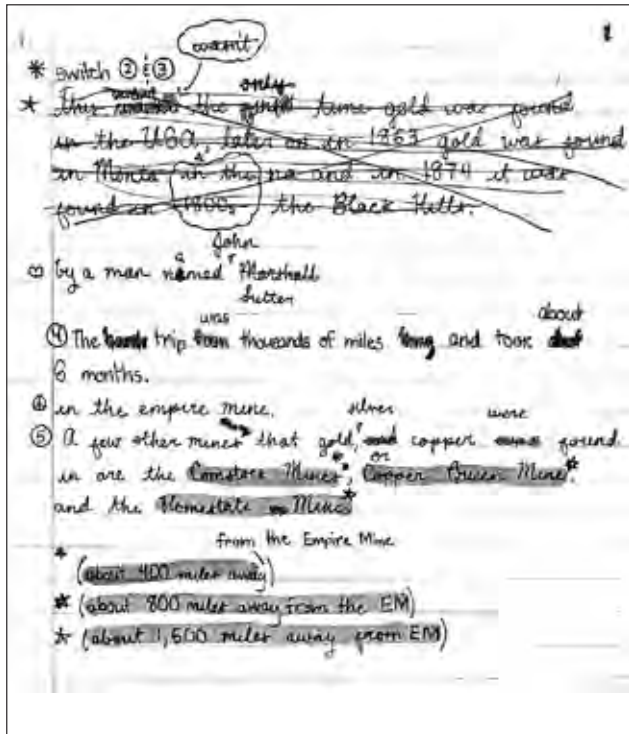 1
wasn't
* switch ② & ③
only
* This the time gold was found
in the USA, later on in 1863 gold was found
in Monta in the na and in 1874 it was
found in 1800s the Black Hills.
John
by a man named Marshall
Sutter
was about
④ The trip thousands of miles long and took
6 months.
in the empire mine.
silver were
⑤ A few other mines that gold, copper found
or
in are the Comstock Mines*, Copper Queen Mine*,
and the Homestate Mine*
from the Empire Mine
* (about 400 miles away)
* (about 800 miles away from the EM)
* (about 1,500 miles away from EM)